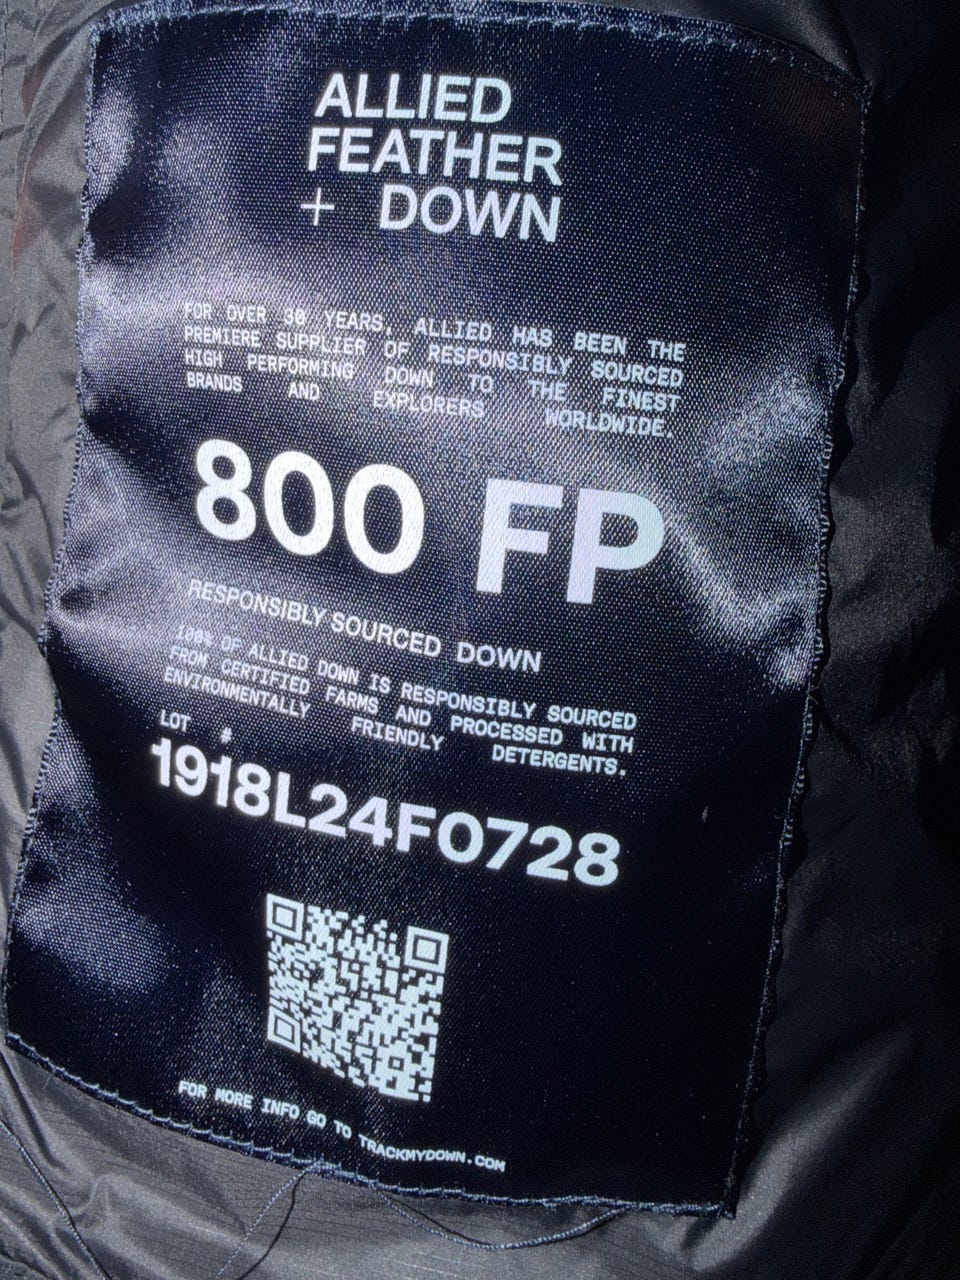 ALLIED
FEATHER
+ DOWN
FOR OVER 30 YEARS, ALLIED HAS BEEN THE
PREMIERE SUPPLIER OF RESPONSIBLY SOURCED
HIGH PERFORMING DOWN TO THE FINEST
BRANDS AND EXPLORERS WORLDWIDE.
800 FP
RESPONSIBLY SOURCED DOWN
100% OF ALLIED DOWN IS RESPONSIBLY SOURCED
FROM CERTIFIED FARMS AND PROCESSED WITH
ENVIRONMENTALLY FRIENDLY DETERGENTS.
LOT #
1918L24F0728
FOR MORE INFO GO TO TRACKMYDOWN.COM